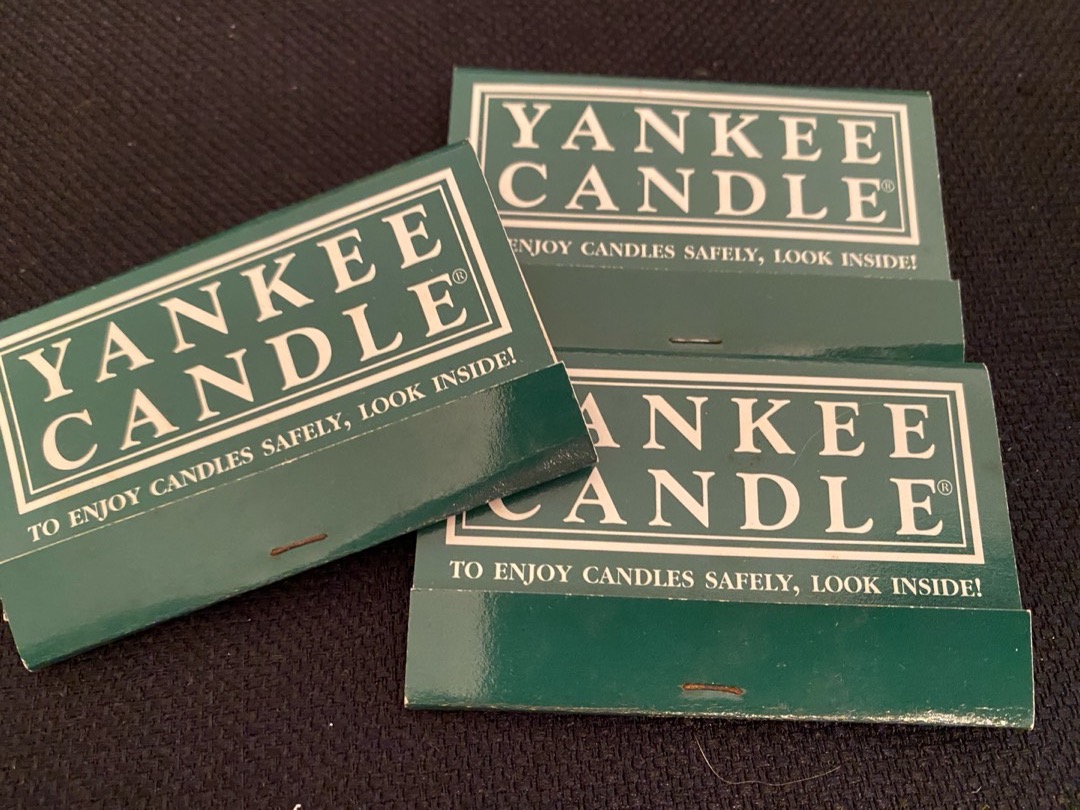 YANKEE
CANDLE®
TO ENJOY CANDLES SAFELY, LOOK INSIDE!
YANKEE
CANDLE®
ENJOY CANDLES SAFELY, LOOK INSIDE!
ANKEE
CANDLE®
TO ENJOY CANDLES SAFELY, LOOK INSIDE!